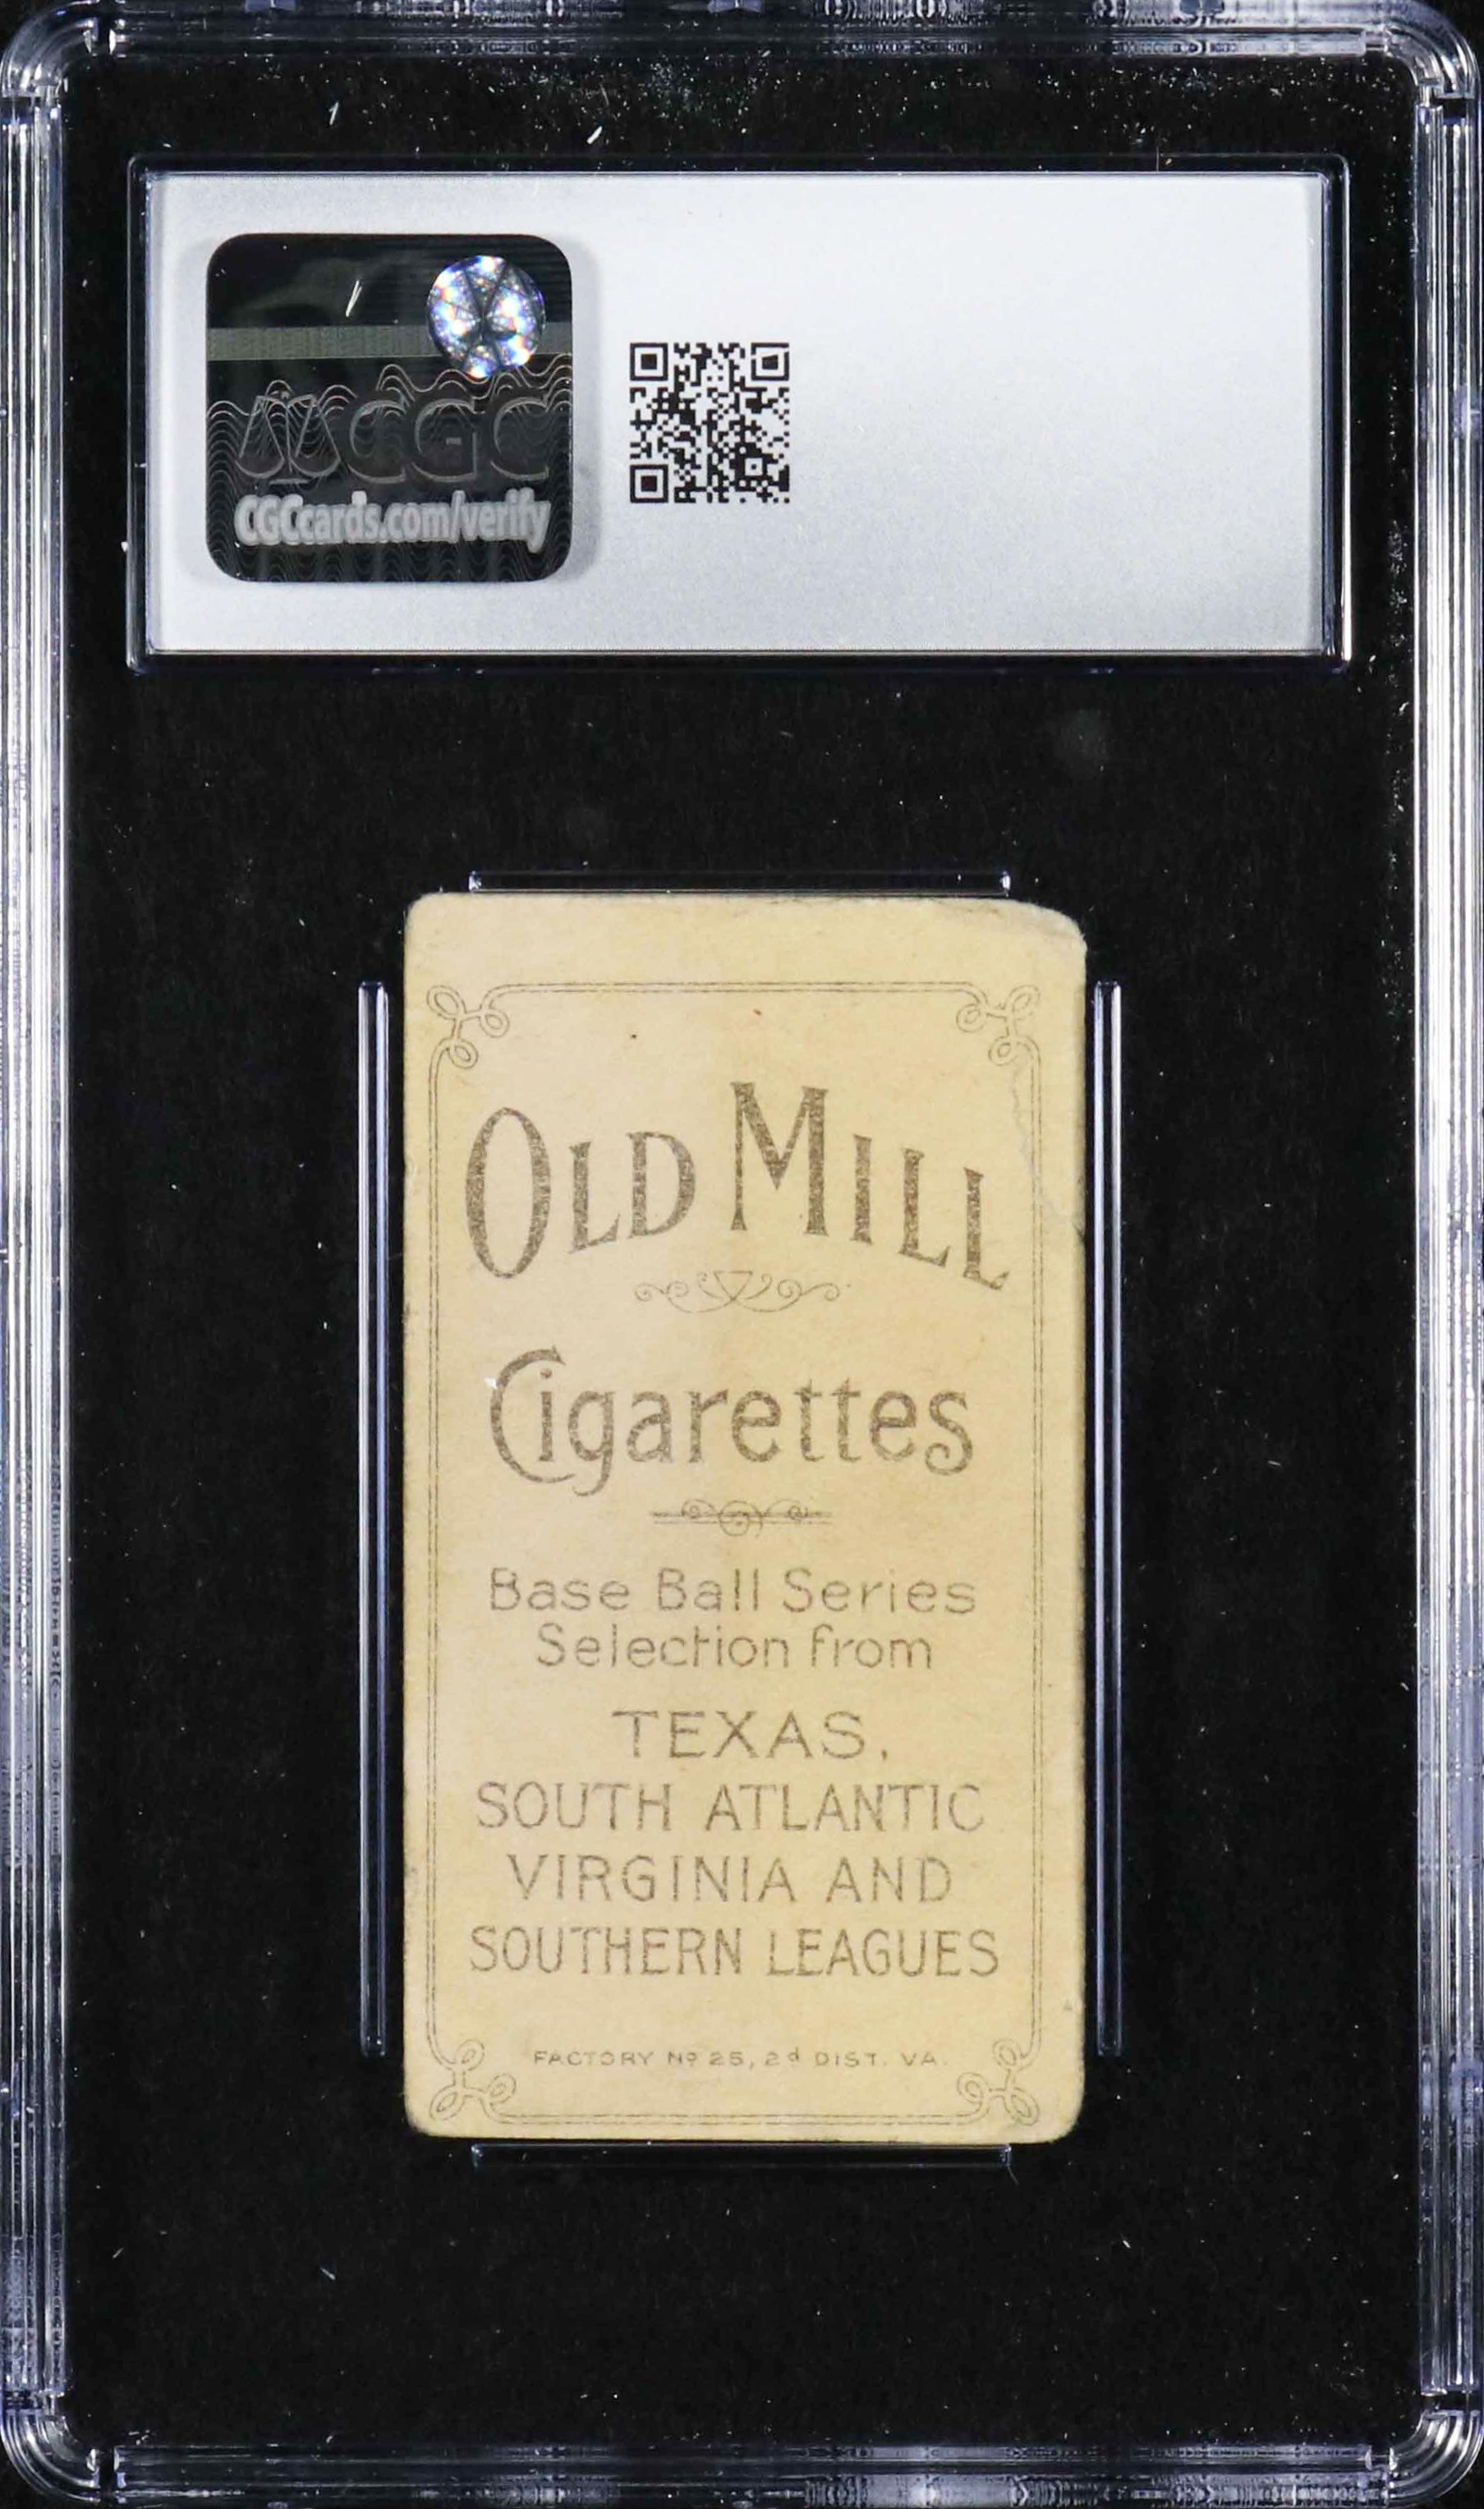 CGC
CGCcards.com/verify
OLD MILL
Cigarettes
Base Ball Series
Selection from
TEXAS,
SOUTH ATLANTIC
VIRGINIA AND
SOUTHERN LEAGUES
FACTORY Nº 25, 2d DIST. VA.